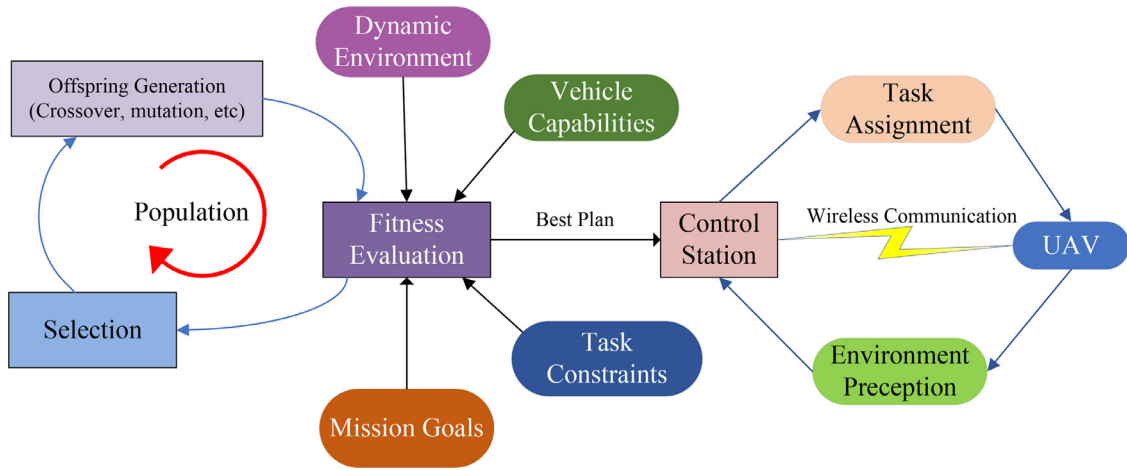 Dynamic
Environment
Offspring Generation
(Crossover, mutation, etc)
Vehicle
Capabilities
Task
Assignment
Population
Fitness
Evaluation
Best Plan
Control
Station
Wireless Communication
UAV
Selection
Task
Constraints
Environment
Preception
Mission Goals